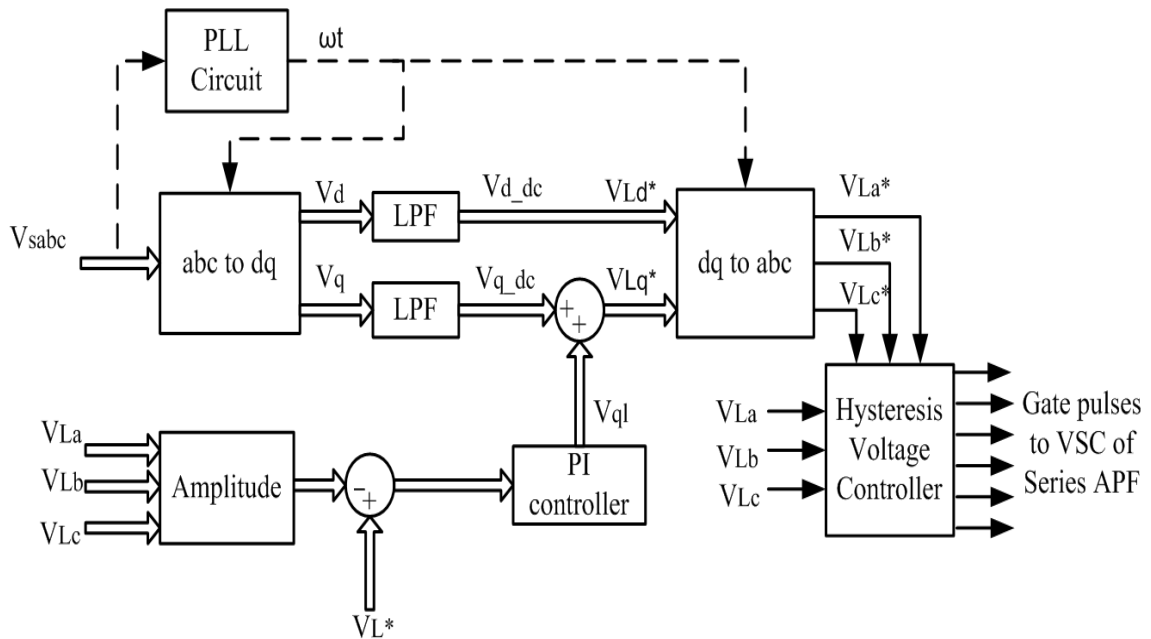 PLL
Circuit
ωt
Vsabc
abc to dq
Vd
LPF
Vd_dc
VLd*
Vq
LPF
Vq_dc
+
+
VLq*
dq to abc
VLa*
VLb*
VLc*
Vql
VLa
VLb
VLc
Amplitude
-
+
VL*
PI
controller
VLa
VLb
VLc
Hysteresis
Voltage
Controller
Gate pulses
to VSC of
Series APF